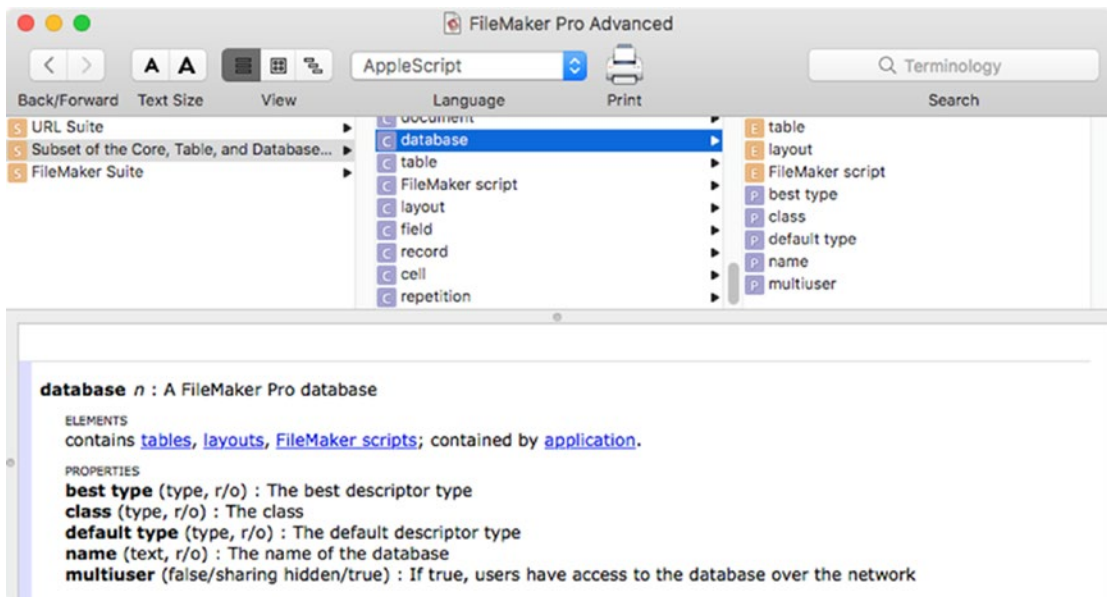 FileMaker Pro Advanced
A A
AppleScript
Terminology
Back/Forward Text Size View Language Print Search
S URL Suite
S Subset of the Core, Table, and Database...
S FileMaker Suite
C document
C database
C table
C FileMaker script
C layout
C field
C record
C cell
C repetition
E table
E layout
E FileMaker script
P best type
P class
P default type
P name
P multiuser
database n : A FileMaker Pro database
ELEMENTS
contains tables, layouts, FileMaker scripts; contained by application.
PROPERTIES
best type (type, r/o) : The best descriptor type
class (type, r/o) : The class
default type (type, r/o) : The default descriptor type
name (text, r/o) : The name of the database
multiuser (false/sharing hidden/true) : If true, users have access to the database over the network